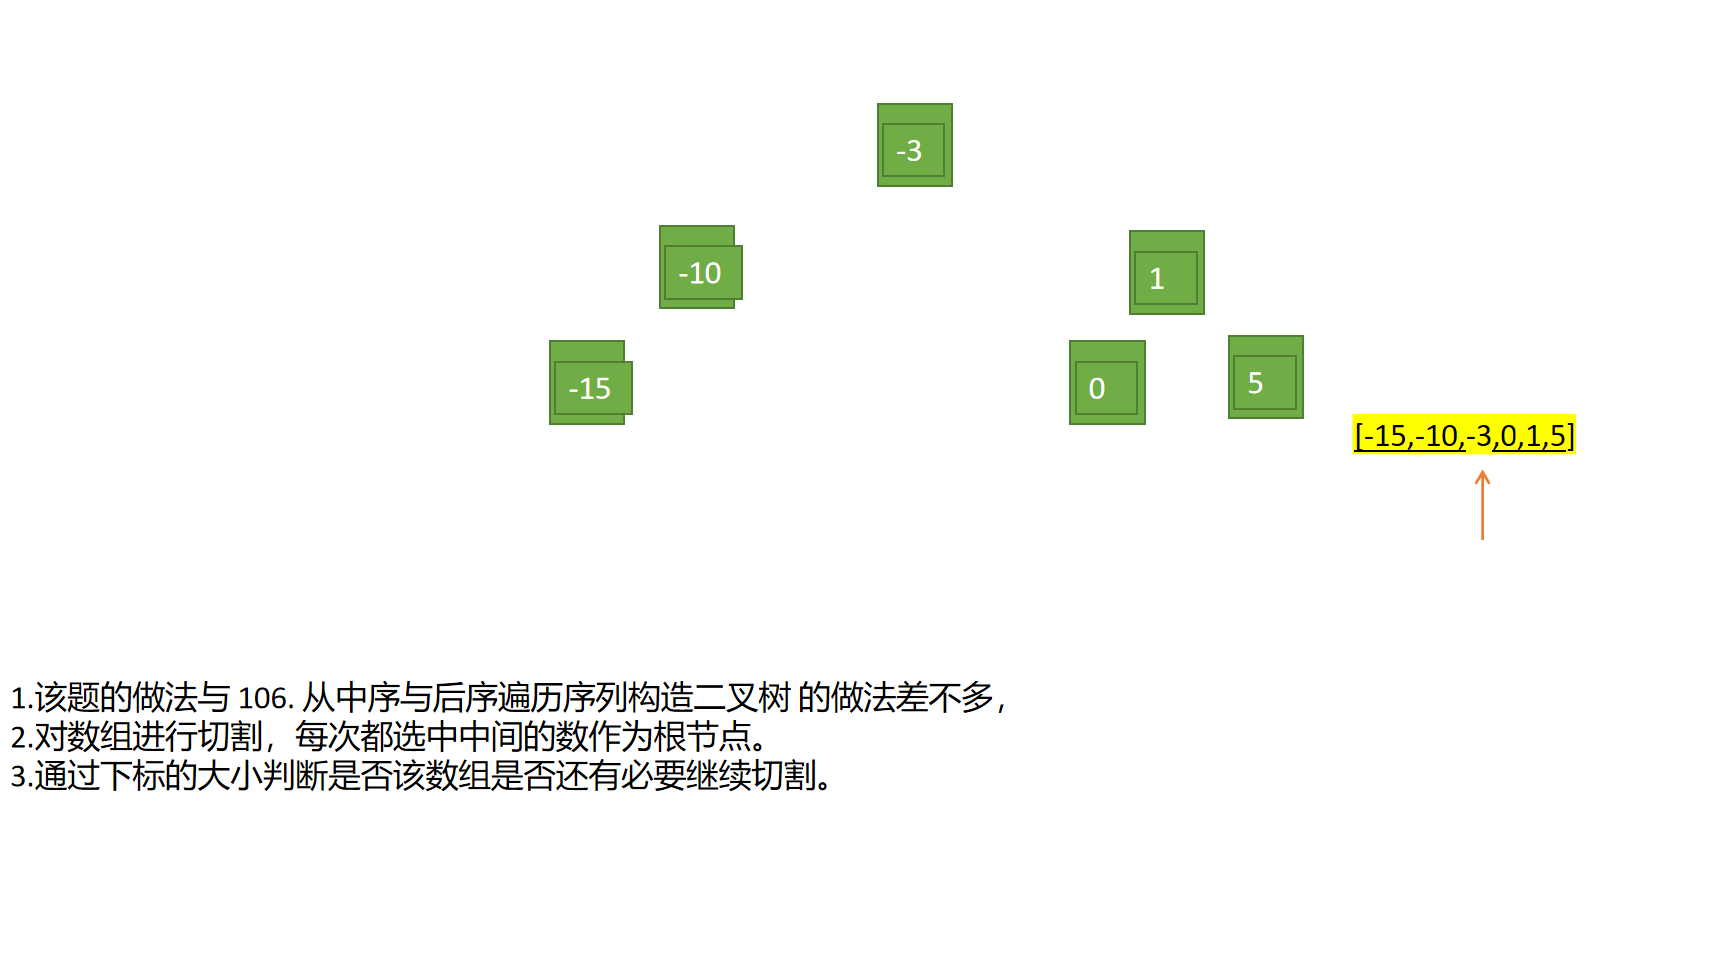 -3
-10
1
-15
0
5
[-15,-10,-3,0,1,5]
1.该题的做法与 106. 从中序与后序遍历序列构造二叉树 的做法差不多，
2.对数组进行切割，每次都选中中间的数作为根节点。
3.通过下标的大小判断是否该数组是否还有必要继续切割。